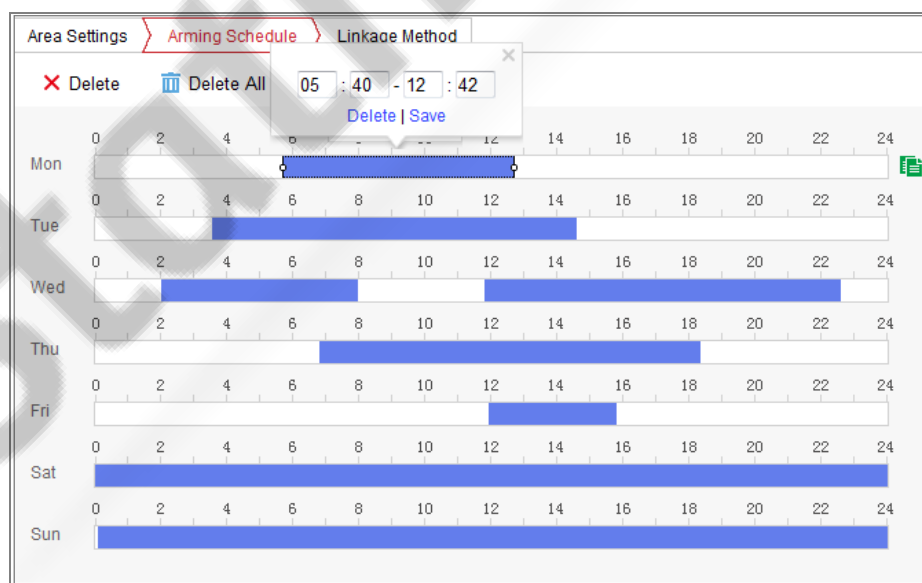 Area Settings Arming Schedule Linkage Method
Delete Delete All 05 : 40 - 12 : 42
Delete | Save
0 2 4 6 8 10 12 14 16 18 20 22 24
Mon
0 2 4 6 8 10 12 14 16 18 20 22 24
Tue
0 2 4 6 8 10 12 14 16 18 20 22 24
Wed
0 2 4 6 8 10 12 14 16 18 20 22 24
Thu
0 2 4 6 8 10 12 14 16 18 20 22 24
Fri
0 2 4 6 8 10 12 14 16 18 20 22 24
Sat
0 2 4 6 8 10 12 14 16 18 20 22 24
Sun